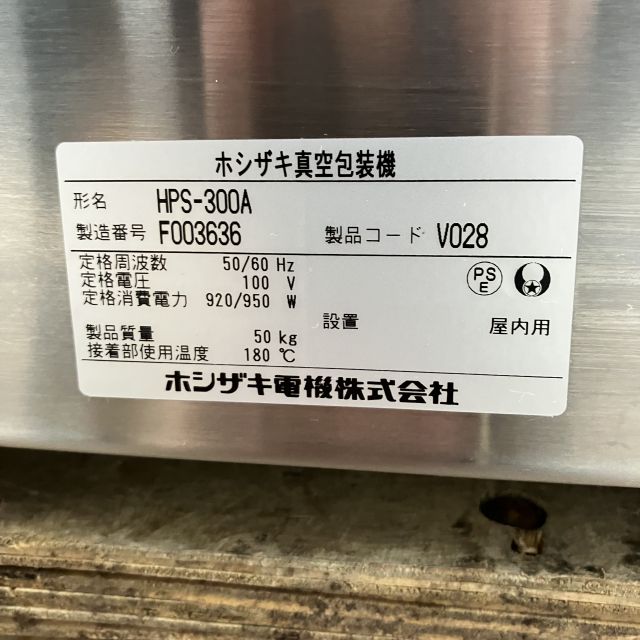 ホシザキ真空包装機
形名 HPS-300A
製造番号 F003636 製品コード V028
定格周波数 50/60 Hz
定格電圧 100 V
定格消費電力 920/950 W
PS
E
設置 屋内用
製品質量 50 kg
接着部使用温度 180 ℃
ホシザキ電機株式会社